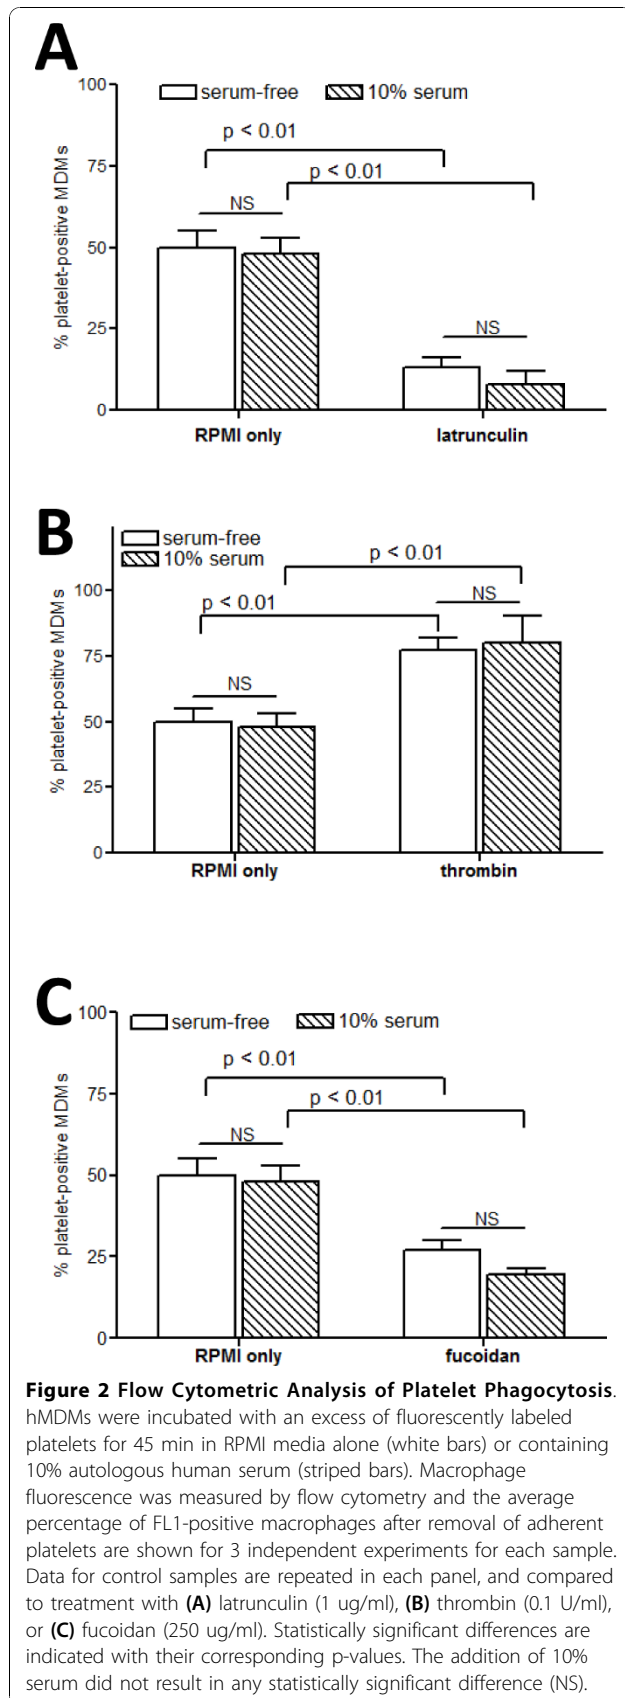 A
100
serum-free 10% serum
p < 0.01
75
p < 0.01
NS
50
% platelet-positive MDMs
25
NS
0
RPMI only latrunculin
B
serum-free
10% serum
p < 0.01
100
NS
p < 0.01
75
NS
50
% platelet-positive MDMs
25
0
RPMI only thrombin
C
100
serum-free 10% serum
p < 0.01
75
p < 0.01
NS
50
% platelet-positive MDMs
NS
25
0
RPMI only fucoidan
Figure 2 Flow Cytometric Analysis of Platelet Phagocytosis.
hMDMs were incubated with an excess of fluorescently labeled
platelets for 45 min in RPMI media alone (white bars) or containing
10% autologous human serum (striped bars). Macrophage
fluorescence was measured by flow cytometry and the average
percentage of FL1-positive macrophages after removal of adherent
platelets are shown for 3 independent experiments for each sample.
Data for control samples are repeated in each panel, and compared
to treatment with (A) latrunculin (1 ug/ml), (B) thrombin (0.1 U/ml),
or (C) fucoidan (250 ug/ml). Statistically significant differences are
indicated with their corresponding p-values. The addition of 10%
serum did not result in any statistically significant difference (NS).